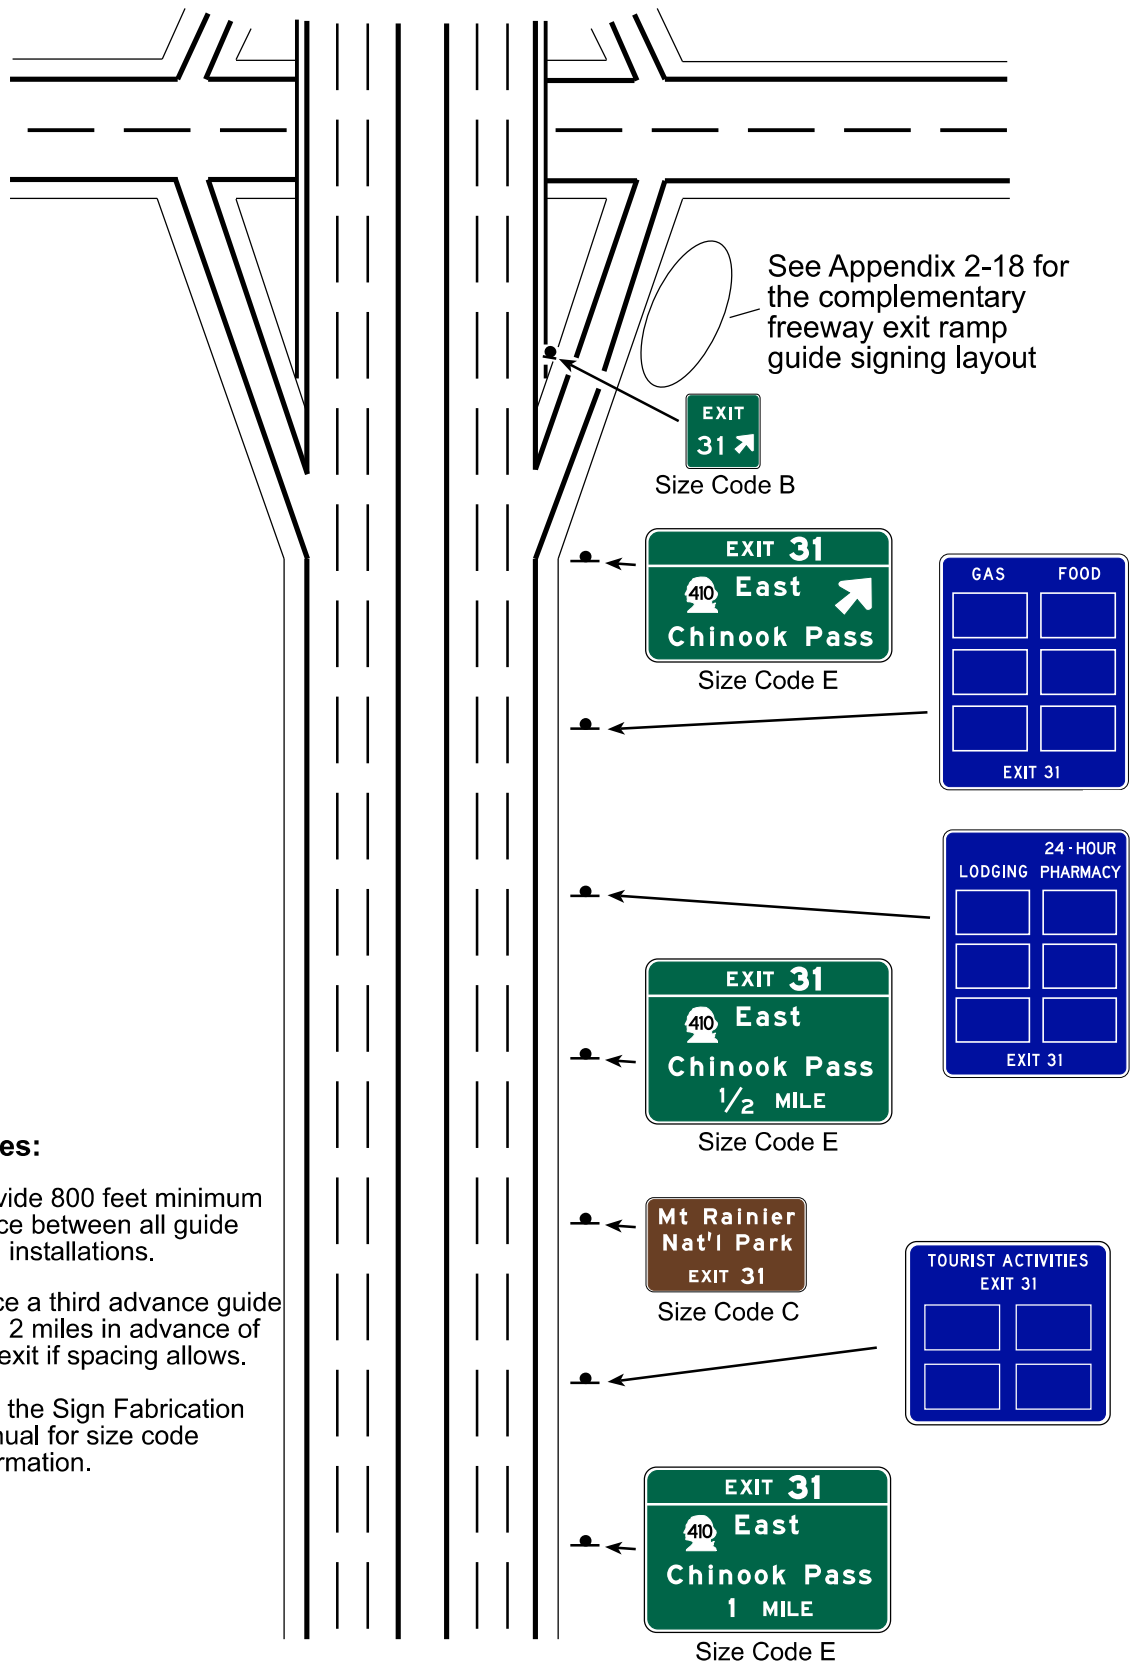 See Appendix 2-18 for
the complementary
freeway exit ramp
guide signing layout
EXIT
31
Size Code B
EXIT 31
410 East
Chinook Pass
Size Code E
GAS FOOD
EXIT 31
24-HOUR
LODGING PHARMACY
EXIT 31
EXIT 31
410 East
Chinook Pass
1/2 MILE
Size Code E
Mt Rainier
Nat'l Park
EXIT 31
Size Code C
TOURIST ACTIVITIES
EXIT 31
EXIT 31
410 East
Chinook Pass
1 MILE
Size Code E
es:
vide 800 feet minimum
ce between all guide
installations.
ce a third advance guide
2 miles in advance of
exit if spacing allows.
the Sign Fabrication
nual for size code
rmation.